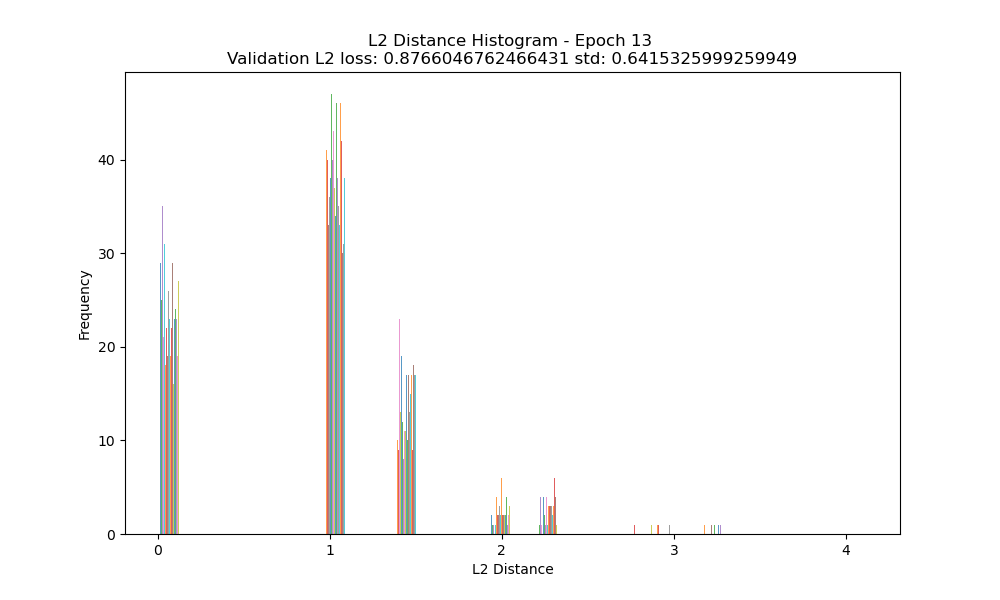 L2 Distance Histogram - Epoch 13
Validation L2 loss: 0.8766046762466431 std: 0.6415325999259949
Frequency
40
30
20
10
0
0 1 2 3 4
L2 Distance